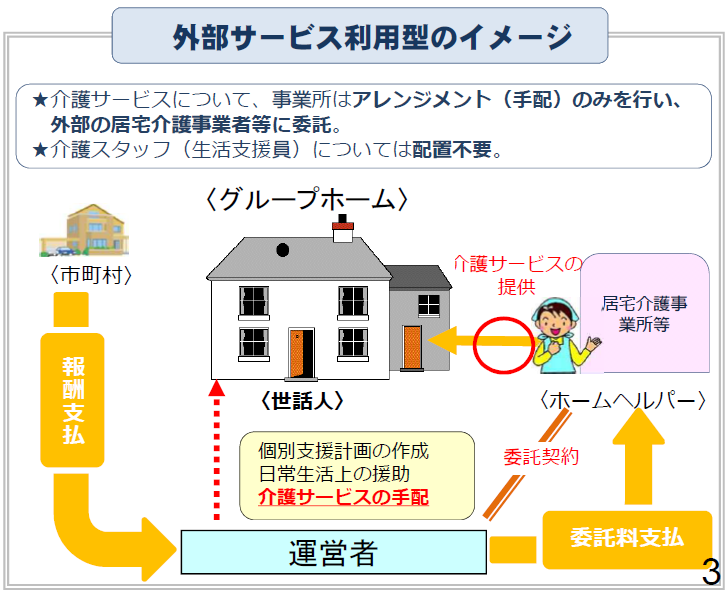 外部サービス利用型のイメージ
★介護サービスについて、事業所はアレンジメント（手配）のみを行い、
外部の居宅介護事業者等に委託。
★介護スタッフ（生活支援員）については配置不要。
〈グループホーム〉
〈市町村〉
介護サービスの
提供
居宅介護事
業所等
報酬支払
〈世話人〉
〈ホームヘルパー〉
個別支援計画の作成
日常生活上の援助
介護サービスの手配
委託契約
運営者
委託料支払
3